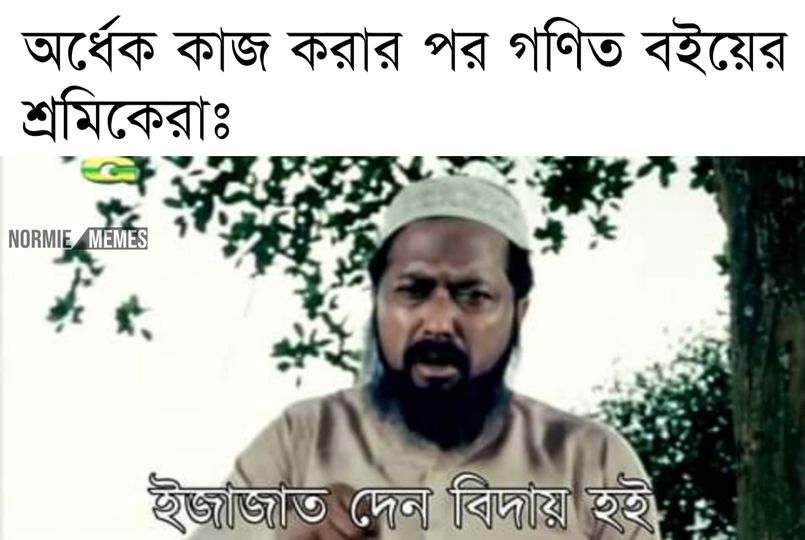 অর্ধেক কাজ করার পর গণিত বইয়ের
শ্রমিকেরাঃ
NORMIE MEMES
ইজাজাত দেন বিদায় হই